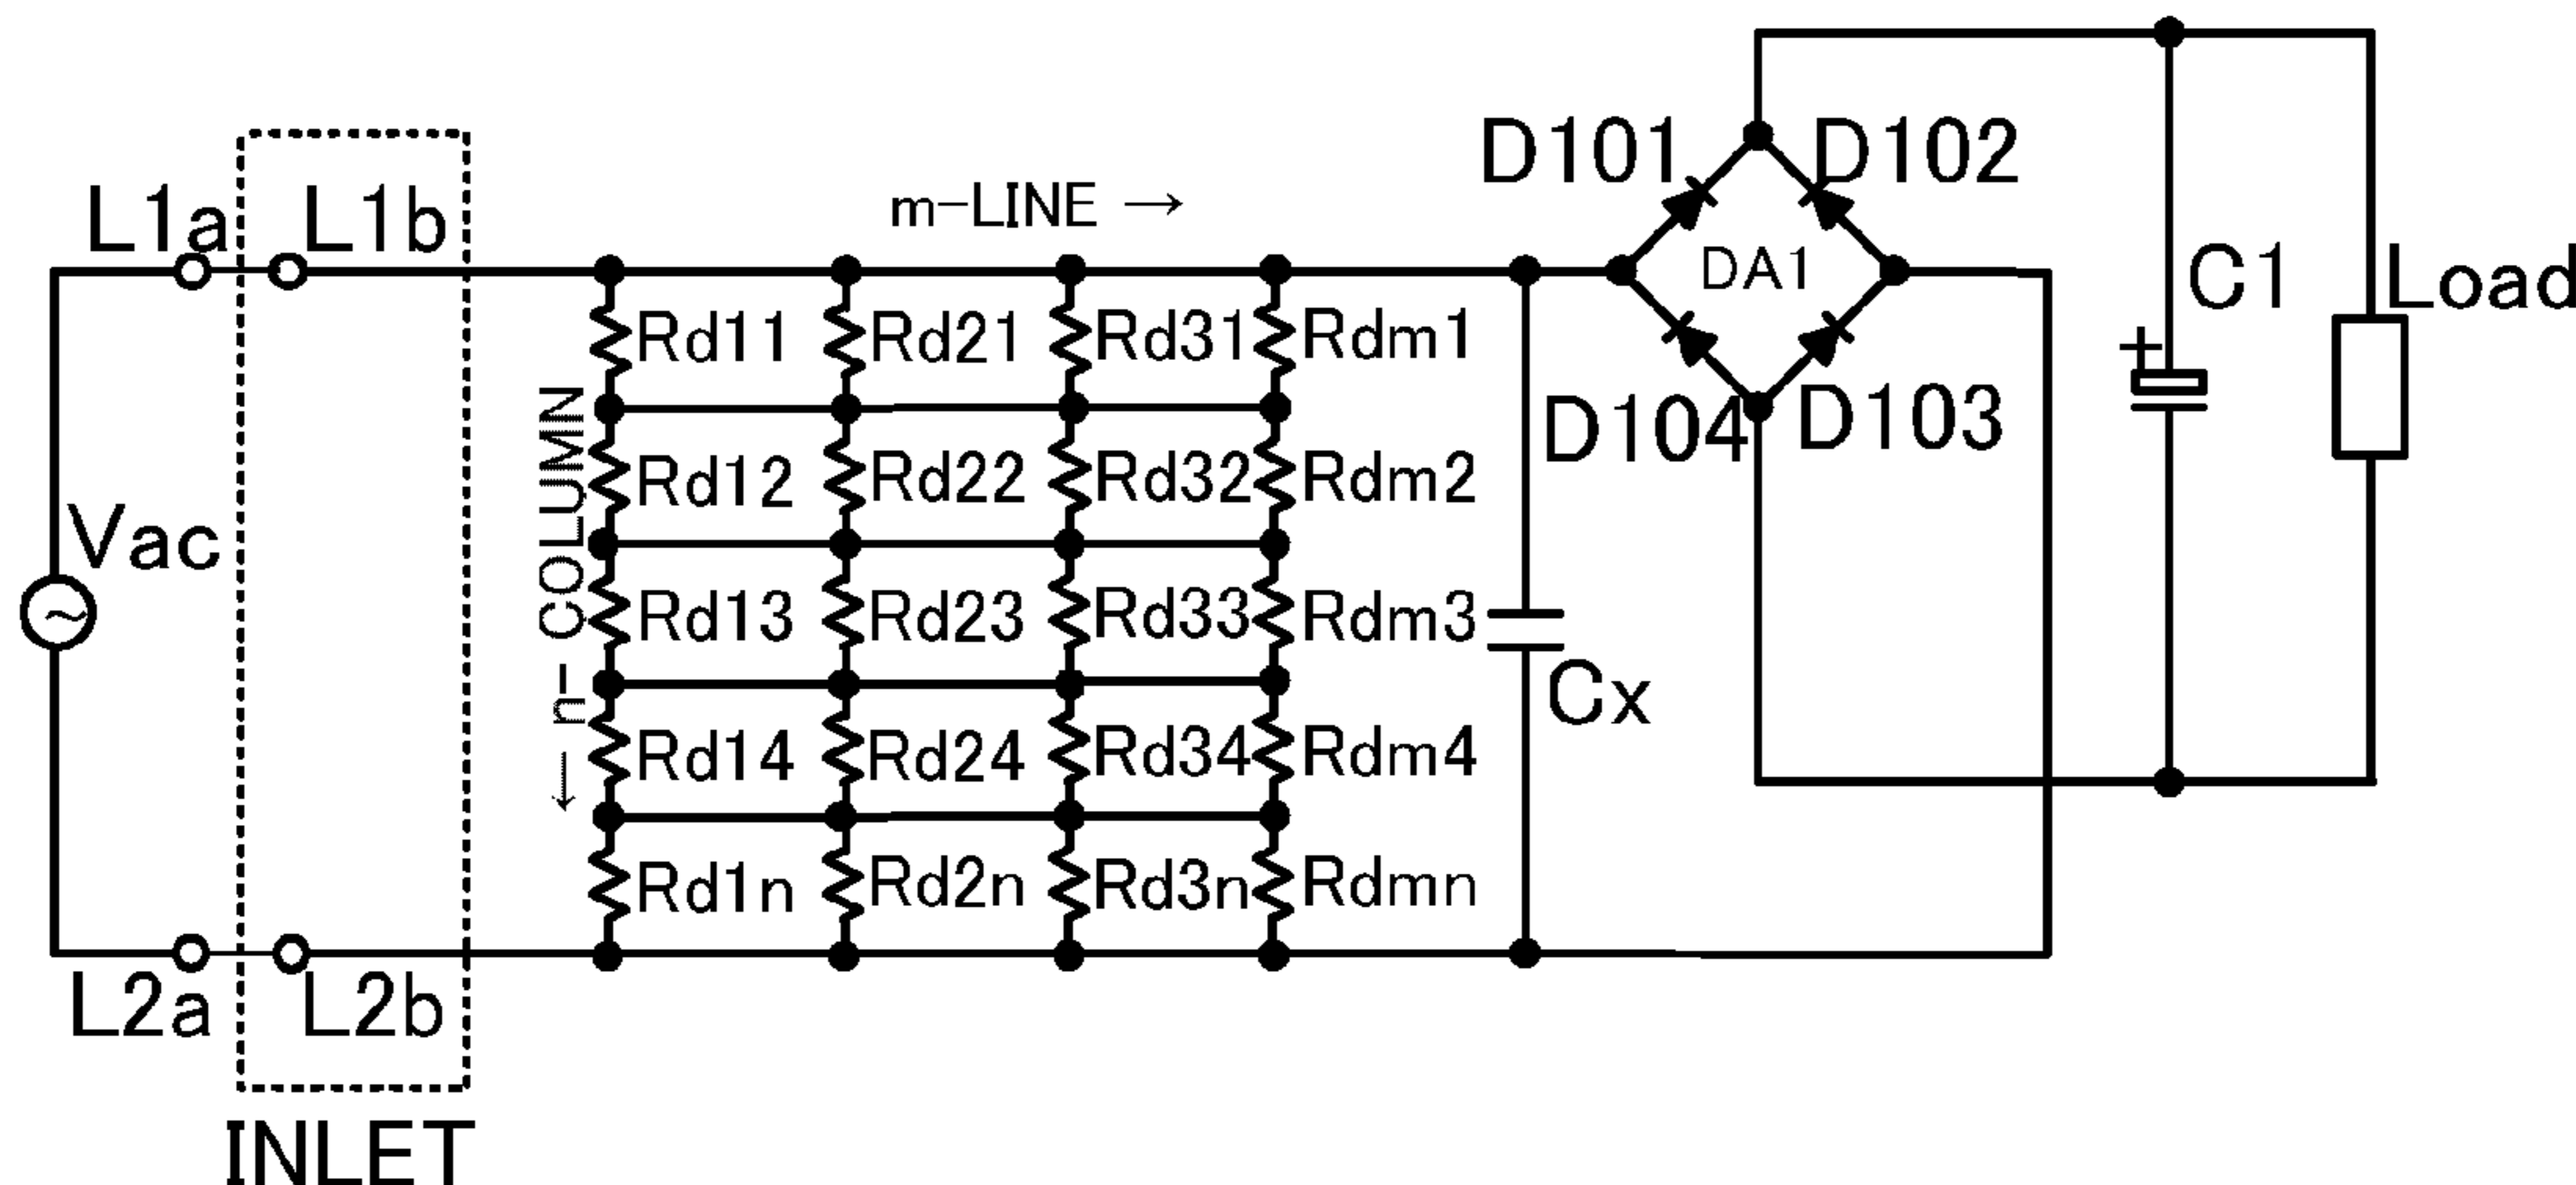 D101
D102
L1a
L1b
m-LINE →
DA1
C1
Load
+
Rd11
Rd21
Rd31
Rdm1
D104
D103
← n- COLUMN
Rd12
Rd22
Rd32
Rdm2
Vac
~
Rd13
Rd23
Rd33
Rdm3
Cx
Rd14
Rd24
Rd34
Rdm4
Rd1n
Rd2n
Rd3n
Rdmn
L2a
L2b
INLET